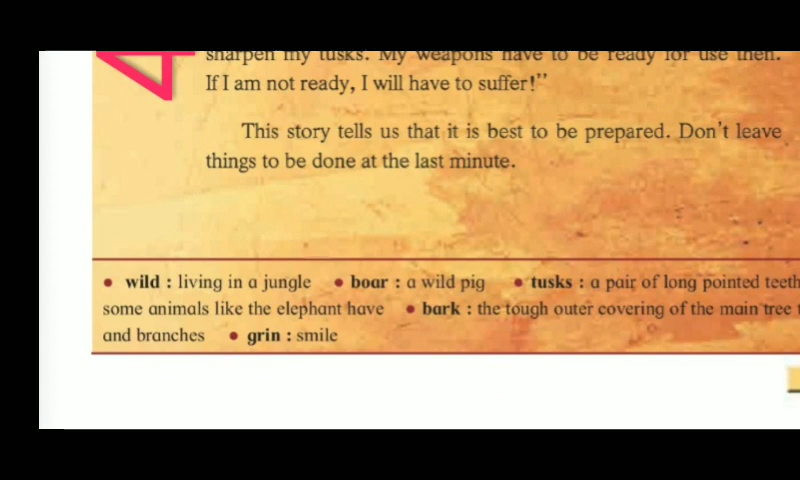 sharpen my tusks. My weapons have to be ready for use then.
If I am not ready, I will have to suffer!”
This story tells us that it is best to be prepared. Don’t leave
things to be done at the last minute.
• wild : living in a jungle • boar : a wild pig • tusks : a pair of long pointed teeth
some animals like the elephant have • bark : the tough outer covering of the main tree
and branches • grin : smile